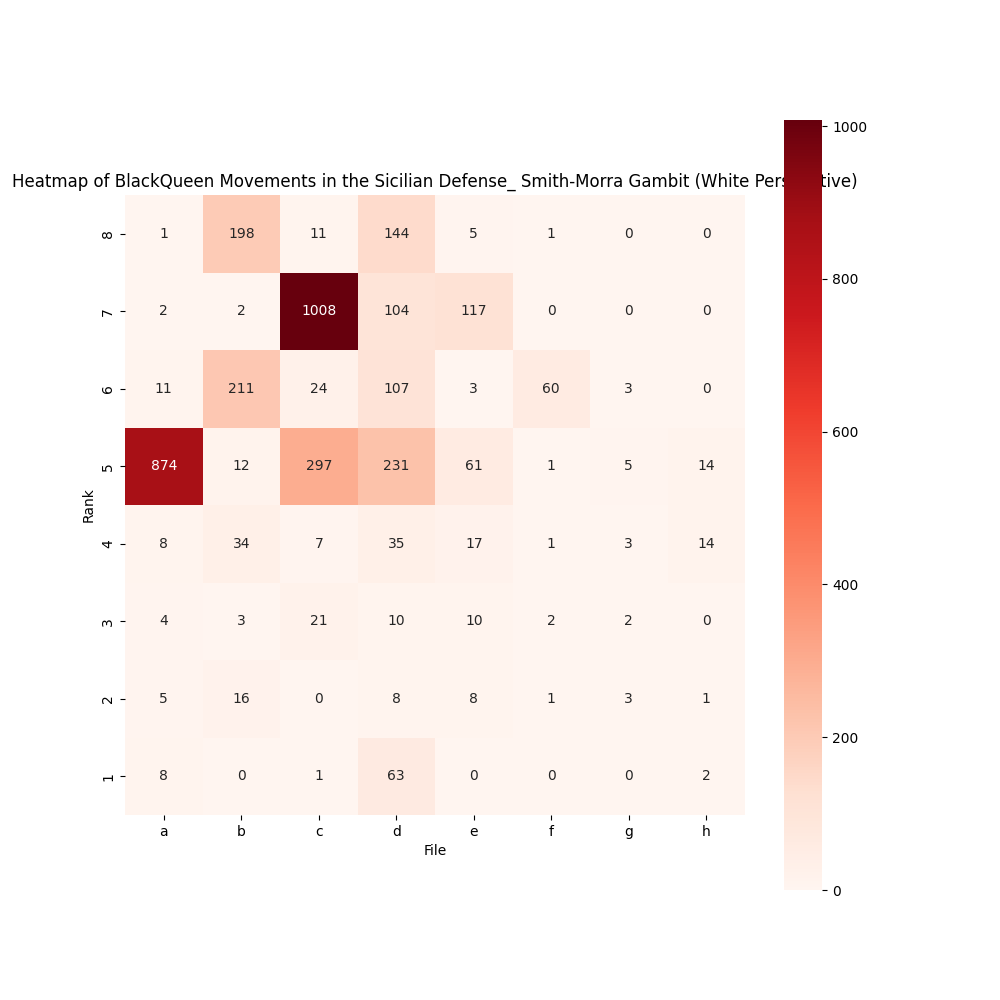 Heatmap of BlackQueen Movements in the Sicilian Defense_ Smith-Morra Gambit (White Pers tive)
1000
800
600
400
200
0
Rank
8 1 198 11 144 5 1 0 0
7 2 2 1008 104 117 0 0 0
6 11 211 24 107 3 60 3 0
5 874 12 297 231 61 1 5 14
4 8 34 7 35 17 1 3 14
3 4 3 21 10 10 2 2 0
2 5 16 0 8 8 1 3 1
1 8 0 1 63 0 0 0 2
a b c d e f g h
File